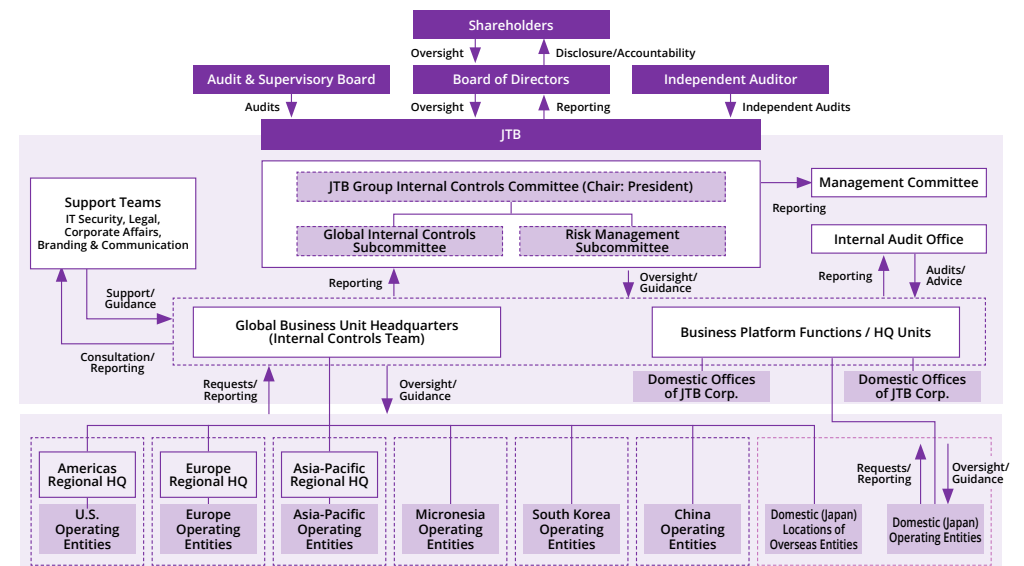 Shareholders
Oversight
Disclosure/Accountability
Audit & Supervisory Board
Board of Directors
Independent Auditor
Audits
Oversight
Reporting
Independent Audits
JTB
JTB Group Internal Controls Committee (Chair: President)
Management Committee
Reporting
Support Teams
IT Security, Legal,
Corporate Affairs,
Branding & Communication
Global Internal Controls
Subcommittee
Risk Management
Subcommittee
Internal Audit Office
Reporting
Oversight/
Guidance
Reporting
Audits/
Advice
Support/
Guidance
Global Business Unit Headquarters
(Internal Controls Team)
Business Platform Functions / HQ Units
Consultation/
Reporting
Requests/
Reporting
Oversight/
Guidance
Domestic Offices
of JTB Corp.
Domestic Offices
of JTB Corp.
Americas
Regional HQ
Europe
Regional HQ
Asia-Pacific
Regional HQ
Requests/
Reporting
Oversight/
Guidance
U.S.
Operating
Entities
Europe
Operating
Entities
Asia-Pacific
Operating
Entities
Micronesia
Operating
Entities
South Korea
Operating
Entities
China
Operating
Entities
Domestic (Japan)
Locations of
Overseas Entities
Domestic (Japan)
Operating Entities